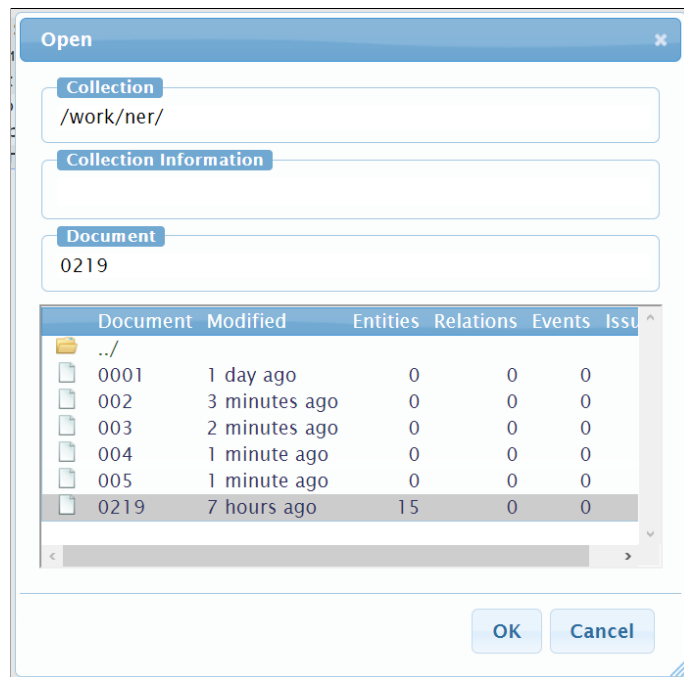 Open
Collection
/work/ner/
Collection Information
Document
0219
Document Modified Entities Relations Events Issu
../
0001 1 day ago 0 0 0
002 3 minutes ago 0 0 0
003 2 minutes ago 0 0 0
004 1 minute ago 0 0 0
005 1 minute ago 0 0 0
0219 7 hours ago 15 0 0
OK Cancel